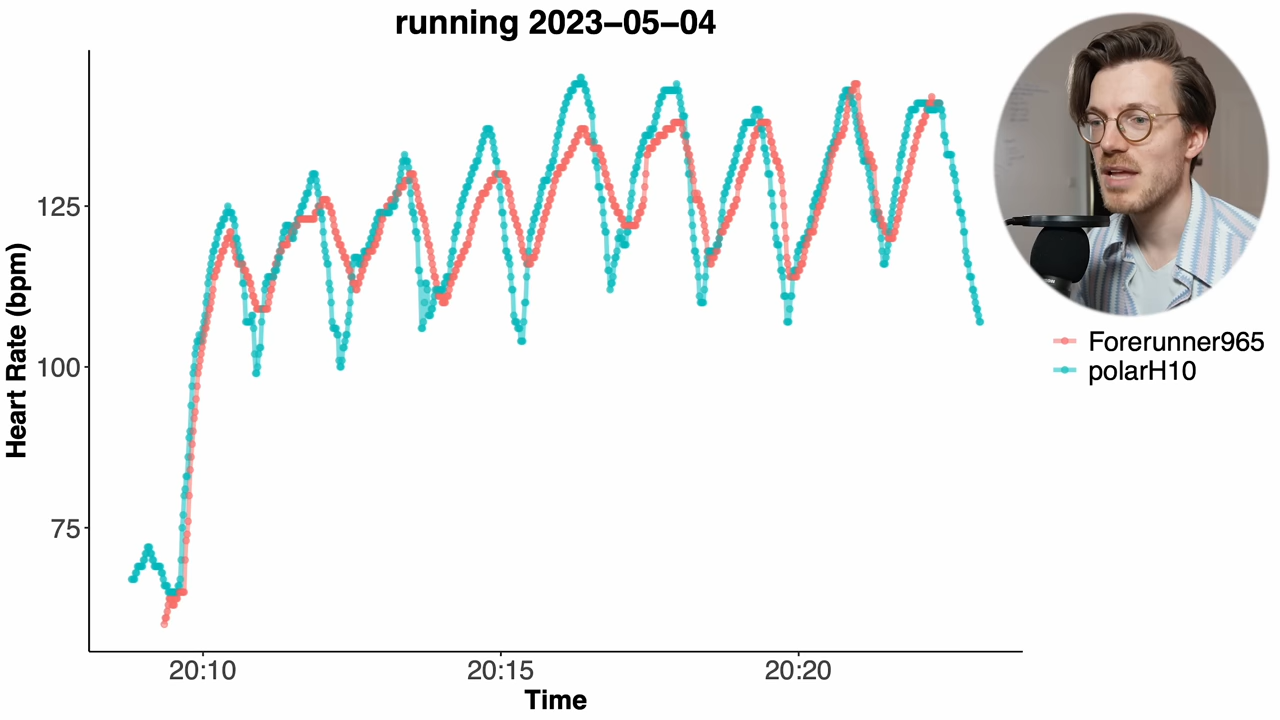 running 2023–05–04
Heart Rate (bpm)
125
100
75
20:10
20:15
20:20
Time
Forerunner965
polarH10